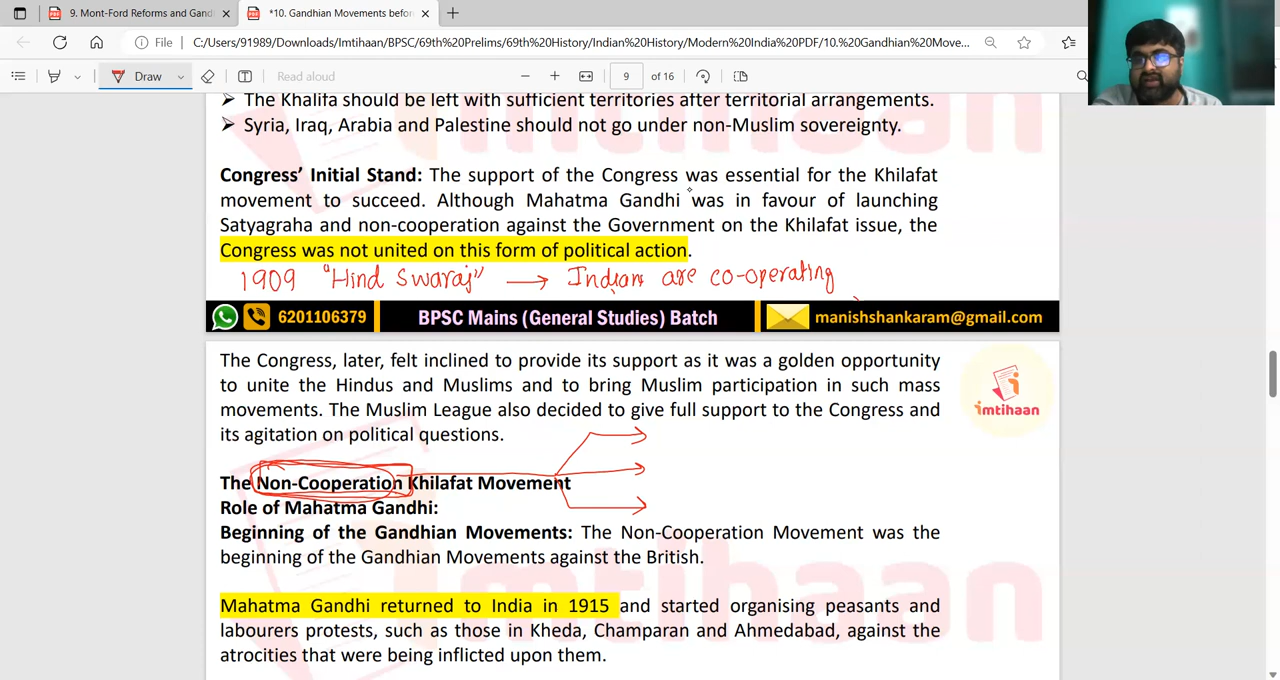 9. Mont-Ford Reforms and Gand
*10. Gandhian Movements befor
File
C:/Users/91989/Downloads/Imtihaan/BPSC/69th%20Prelims/69th%20History/Indian%20History/Modern%20India%20PDF/10.%20Gandhian%20Move...
Draw
Read aloud
9 of 16
The Khalifa should be left with sufficient territories after territorial arrangements.
Syria, Iraq, Arabia and Palestine should not go under non-Muslim sovereignty.
Congress' Initial Stand: The support of the Congress was essential for the Khilafat
movement to succeed. Although Mahatma Gandhi was in favour of launching
Satyagraha and non-cooperation against the Government on the Khilafat issue, the
Congress was not united on this form of political action.
1909 "Hind Swaraj" → Indians are co-operating
6201106379 BPSC Mains (General Studies) Batch manishshankaram@gmail.com
The Congress, later, felt inclined to provide its support as it was a golden opportunity
to unite the Hindus and Muslims and to bring Muslim participation in such mass
movements. The Muslim League also decided to give full support to the Congress and
its agitation on political questions.
imtihaan
The Non-Cooperation Khilafat Movement
Role of Mahatma Gandhi:
Beginning of the Gandhian Movements: The Non-Cooperation Movement was the
beginning of the Gandhian Movements against the British.
Mahatma Gandhi returned to India in 1915 and started organising peasants and
labourers protests, such as those in Kheda, Champaran and Ahmedabad, against the
atrocities that were being inflicted upon them.